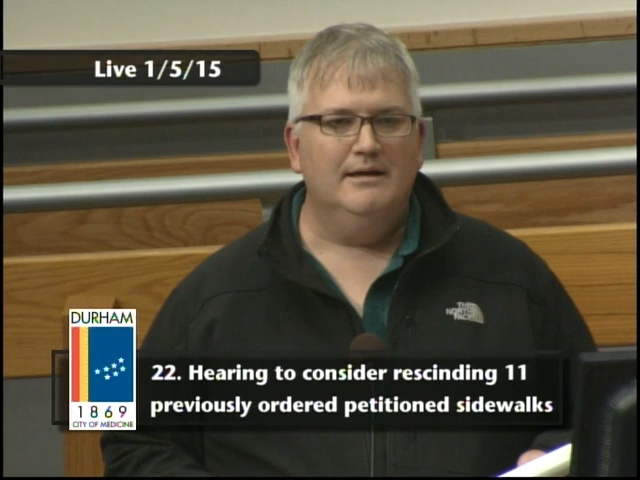 Live 1/5/15
THE
NORTH
FACE
DURHAM
22. Hearing to consider rescinding 11
previously ordered petitioned sidewalks
1869
CITY OF MEDICINE